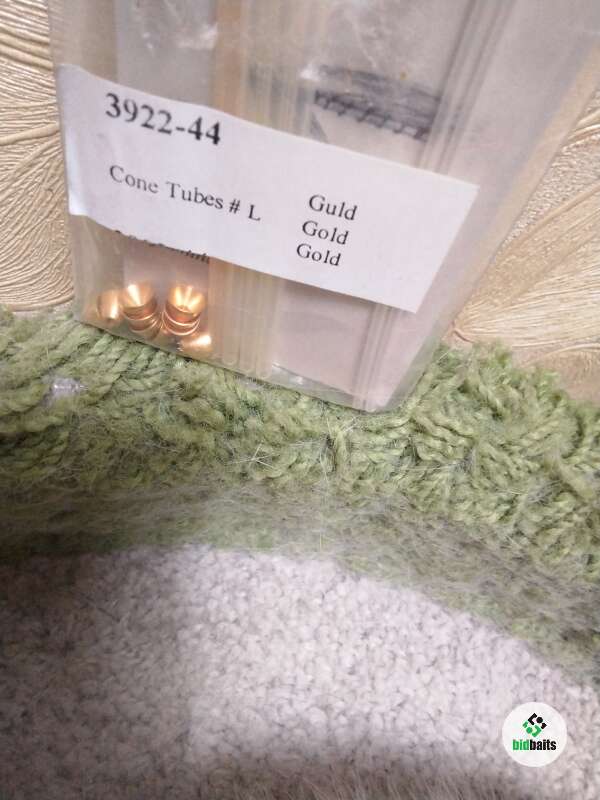 3922-44
Cone Tubes # L
Guld
Gold
Gold
bidbaits